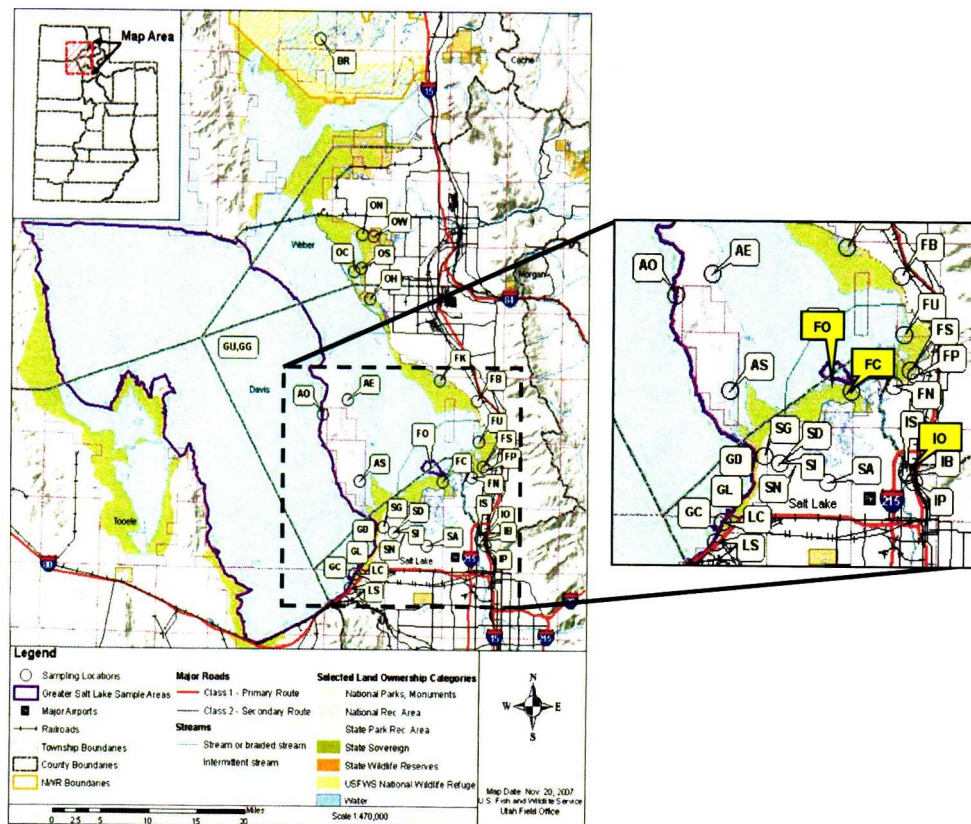 Map Area
BR
Cache
15
ON
OW
Weber
OC
OS
OH
Morgan
84
GU,GG
FK
Davis
AE
FB
AO
FU
FO
FS
FC
FP
AS
FN
SG
IS
Tooele
SD
IO
GD
SI
SA
IB
GL
SN
Salt Lake
IP
GC
LC
80
LS
15
215
FB
AE
AO
FU
FO
FS
FC
FP
AS
FN
SG
IS
SD
IO
GD
SI
SA
IB
GL
SN
Salt Lake
215
IP
GC
LC
LS
Legend
Sampling Locations
Greater Salt Lake Sample Areas
Major Airports
Railroads
Township Boundaries
County Boundaries
NWR Boundaries
Major Roads
Class 1 - Primary Route
Class 2 - Secondary Route
Streams
Stream or braided stream
Intermittent stream
Selected Land Ownership Categories
National Parks, Monuments
National Rec. Area
State Park Rec. Area
State Sovereign
State Wildlife Reserves
USFWS National Wildlife Refuge
Water
N
W E
S
Miles
0 2.5 5 10 15 20
Scale 1:470,000
Map Date: Nov. 20, 2007
U.S. Fish and Wildlife Service
Utah Field Office